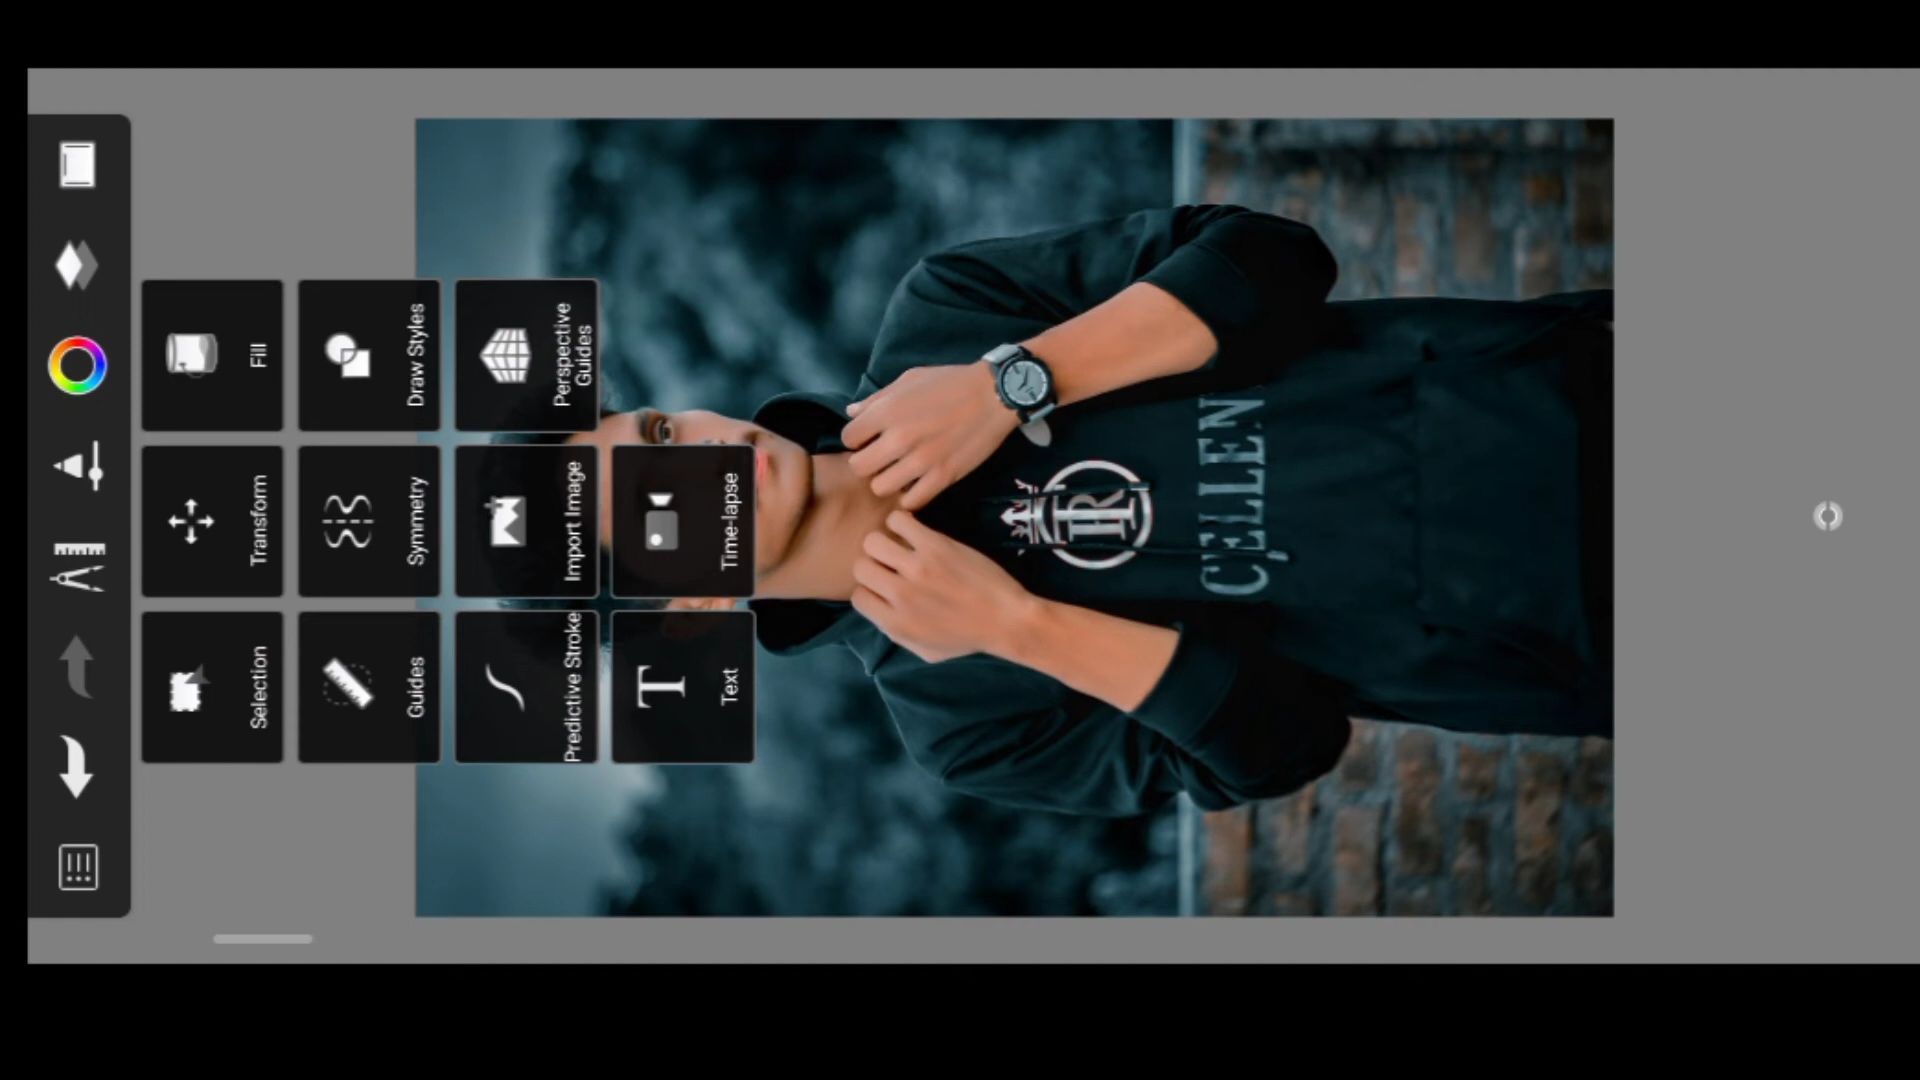 Selection
Transform
Fill
Guides
Symmetry
Draw Styles
Predictive Stroke
Import Image
Perspective
Guides
Text
Time-lapse
CELLEN